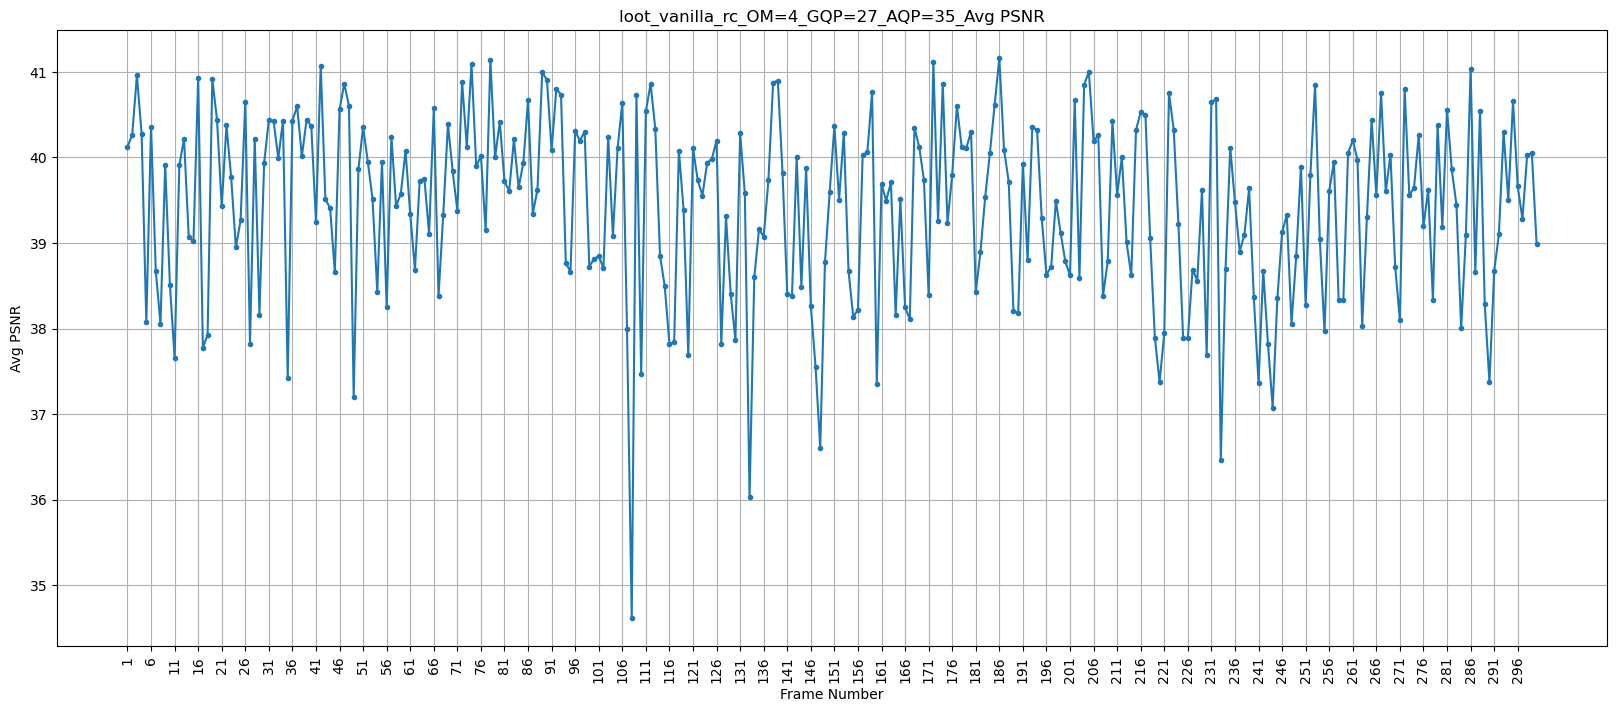 loot_vanilla_rc_OM=4_GQP=27_AQP=35_Avg PSNR
Avg PSNR
41
40
39
38
37
36
35
1 6 11 16 21 26 31 36 41 46 51 56 61 66 71 76 81 86 91 96 101 106 111 116 121 126 131 136 141 146 151 156 161 166 171 176 181 186 191 196 201 206 211 216 221 226 231 236 241 246 251 256 261 266 271 276 281 286 291 296
Frame Number